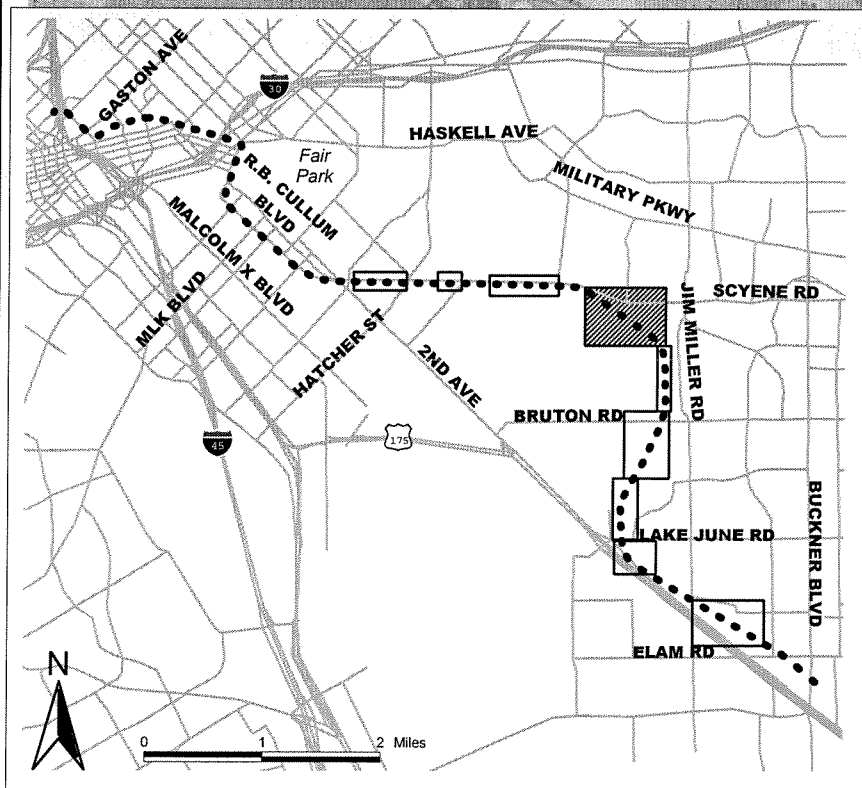 GASTON AVE
30
HASKELL AVE
Fair
Park
R.B. CULLUM
BLVD
MILITARY PKWY
MALCOLM X BLVD
MLK BLVD
SCYENE RD
JIM MILLER RD
HATCHER ST
2ND AVE
BRUTON RD
175
45
BUCKNER BLVD
LAKE JUNE RD
ELAM RD
N
0 1 2 Miles